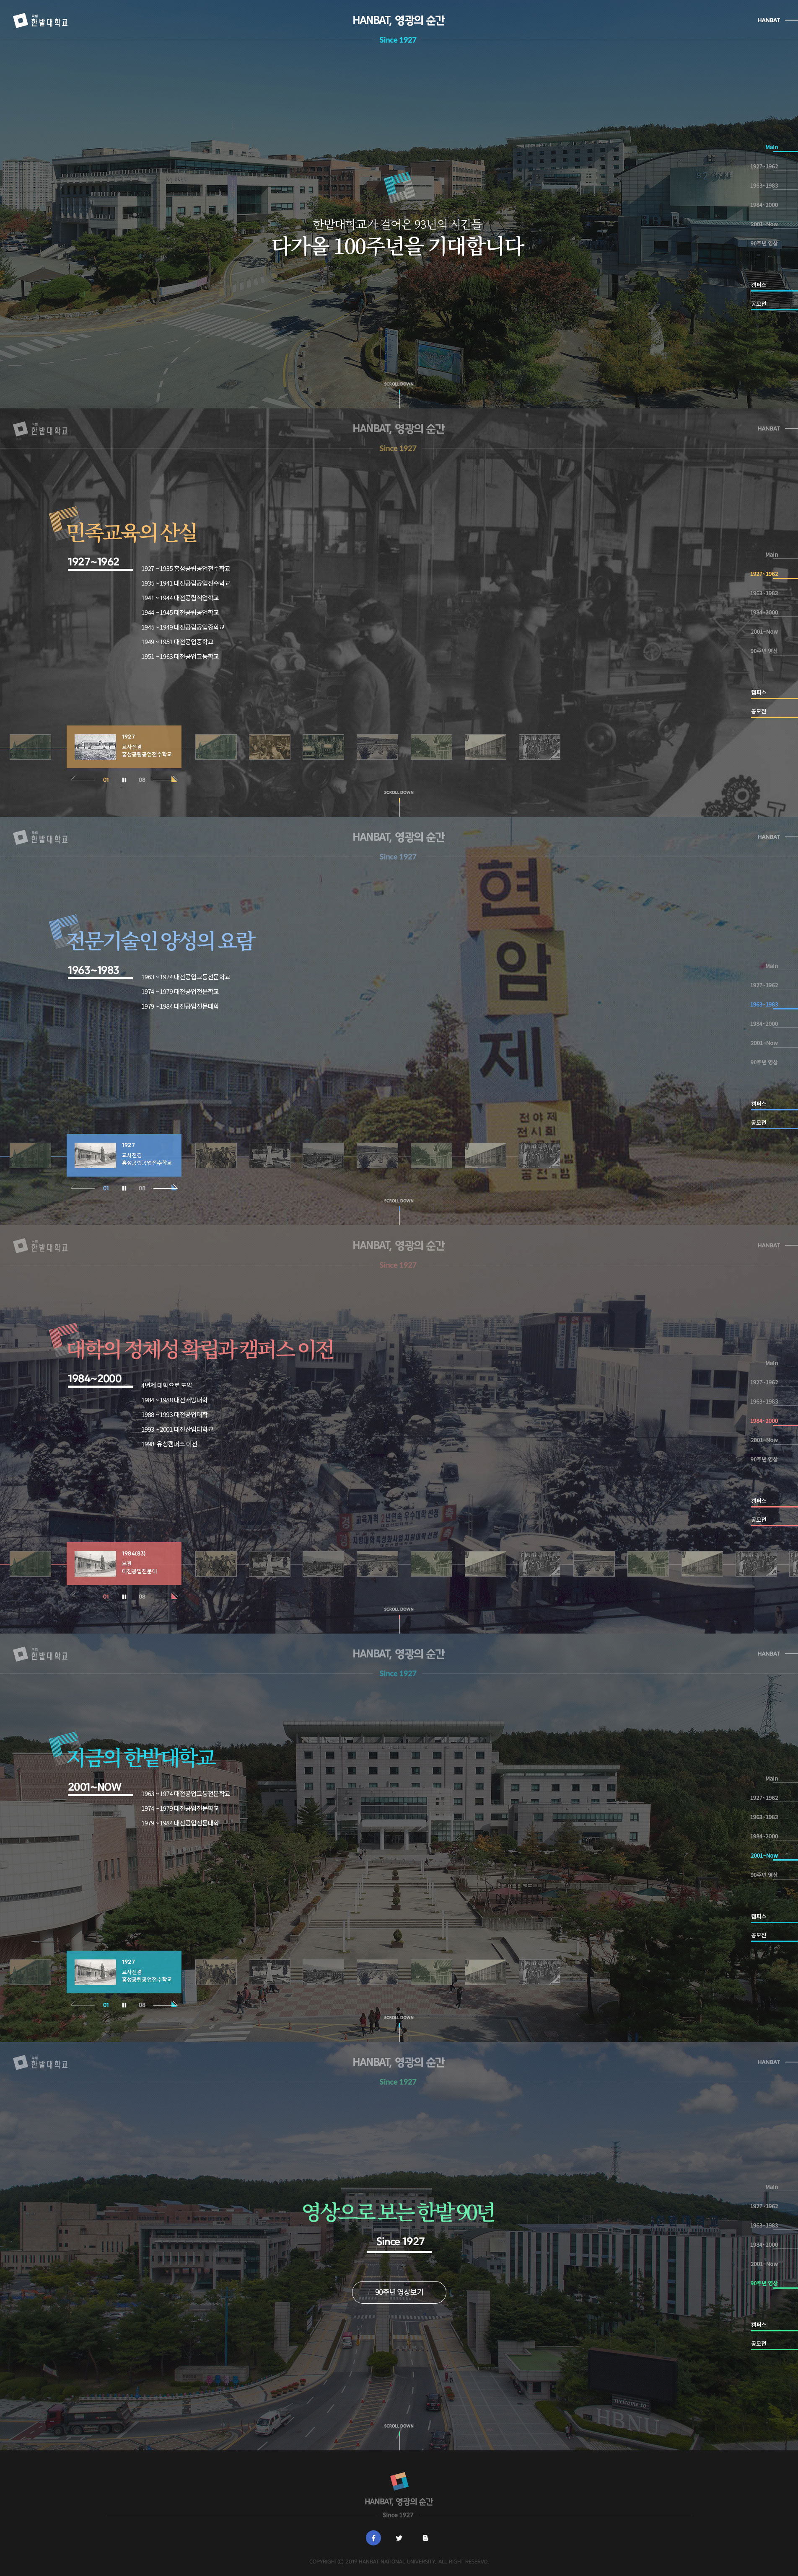 국립
한밭대학교
HANBAT, 영광의 순간
HANBAT
Since 1927
Main
1927~1962
1963~1983
1984~2000
2001~Now
90주년 영상
캠퍼스
공모전
한밭대학교가 걸어온 93년의 시간들
다가올 100주년을 기대합니다
SCROLL DOWN
한밭대학교
HANBAT, 영광의 순간
HANBAT
Since 1927
민족교육의 산실
1927~1962
1927 ~ 1935 홍성공립공업전수학교
1935 ~ 1941 대전공립공업전수학교
1941 ~ 1944 대전공립직업학교
1944 ~ 1945 대전공립공업학교
1945 ~ 1949 대전공립공업중학교
1949 ~ 1951 대전공업중학교
1951 ~ 1963 대전공업고등학교
Main
1927~1962
1963~1983
1984~2000
2001~Now
90주년 영상
캠퍼스
공모전
1927
교사전경
홍성공립공업전수학교
01 08
SCROLL DOWN
한밭대학교
HANBAT, 영광의 순간
HANBAT
Since 1927
현
암
제
전야제
전시회
전문기술인 양성의 요람
1963~1983
1963 ~ 1974 대전공업고등전문학교
1974 ~ 1979 대전공업전문학교
1979 ~ 1984 대전공업전문대학
Main
1927~1962
1963~1983
1984~2000
2001~Now
90주년 영상
캠퍼스
공모전
1927
교사전경
홍성공립공업전수학교
01 09
SCROLL DOWN
한밭대학교
HANBAT, 영광의 순간
HANBAT
Since 1927
대학의 정체성 확립과 캠퍼스 이전
1984~2000
4년제 대학으로 도약
1984 ~ 1988 대전개방대학
1988 ~ 1993 대전공업대학
1993 ~ 2001 대전산업대학교
1998 유성캠퍼스 이전
Main
1927~1962
1963~1983
1984~2000
2001~Now
90주년 영상
캠퍼스
공모전
1984(83)
본관
대전공업전문대
01 08
SCROLL DOWN
한밭대학교
HANBAT, 영광의 순간
HANBAT
Since 1927
지금의 한밭대학교
2001~NOW
1963 ~ 1974 대전공업고등전문학교
1974 ~ 1979 대전공업전문학교
1979 ~ 1984 대전공업전문대학
Main
1927~1962
1963~1983
1984~2000
2001~Now
90주년 영상
캠퍼스
공모전
1927
교사전경
홍성공립공업전수학교
01 08
SCROLL DOWN
한밭대학교
HANBAT, 영광의 순간
HANBAT
Since 1927
영상으로 보는 한밭 90년
Since 1927
90주년 영상보기
Main
1927~1962
1963~1983
1984~2000
2001~Now
90주년 영상
캠퍼스
공모전
welcome to
HBNU
SCROLL DOWN
HANBAT, 영광의 순간
Since 1927
COPYRIGHT(C) 2019 HANBAT NATIONAL UNIVERSITY. ALL RIGHT RESERVD